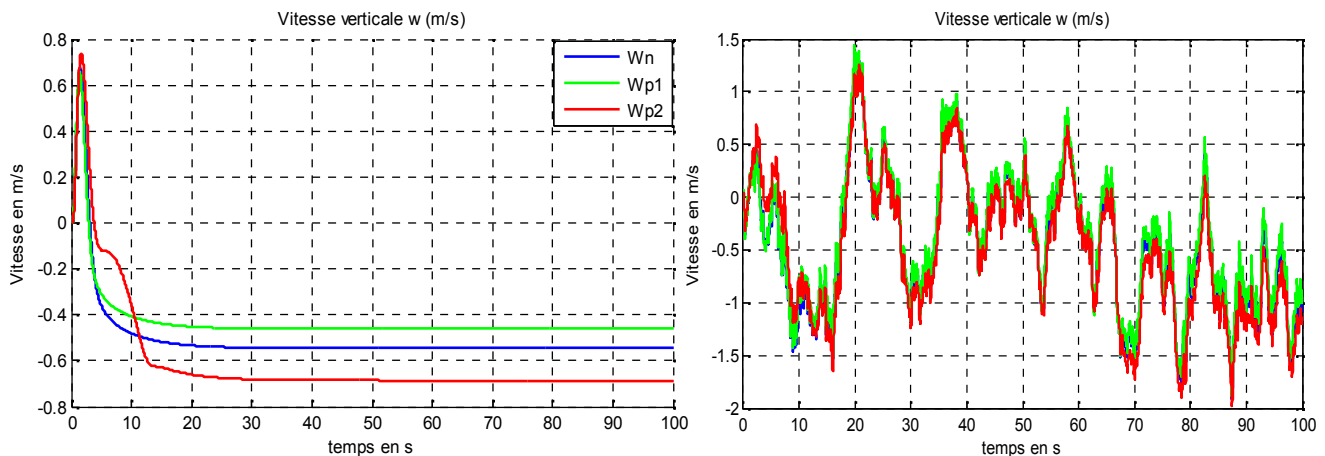 Vitesse verticale w (m/s)
Vitesse en m/s
0.8
0.6
0.4
0.2
0
-0.2
-0.4
-0.6
-0.8
0 10 20 30 40 50 60 70 80 90 100
temps en s
Wn
Wp1
Wp2
Vitesse verticale w (m/s)
Vitesse en m/s
1.5
1
0.5
0
-0.5
-1
-1.5
-2
0 10 20 30 40 50 60 70 80 90 100
temps en s